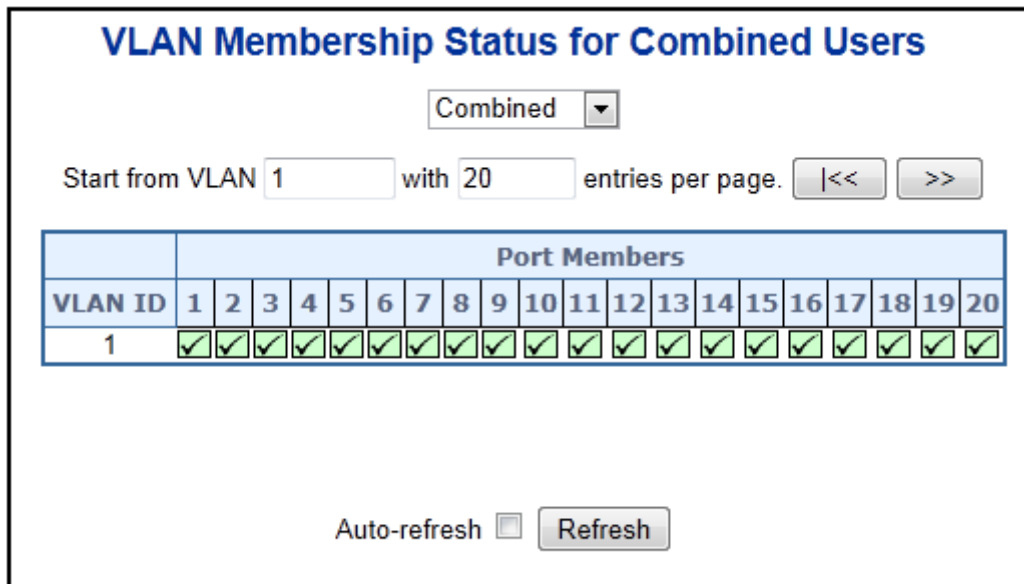 VLAN Membership Status for Combined Users
Combined
Start from VLAN 1 with 20 entries per page. |<< >>
Port Members
VLAN ID 1 2 3 4 5 6 7 8 9 10 11 12 13 14 15 16 17 18 19 20
1
Auto-refresh Refresh